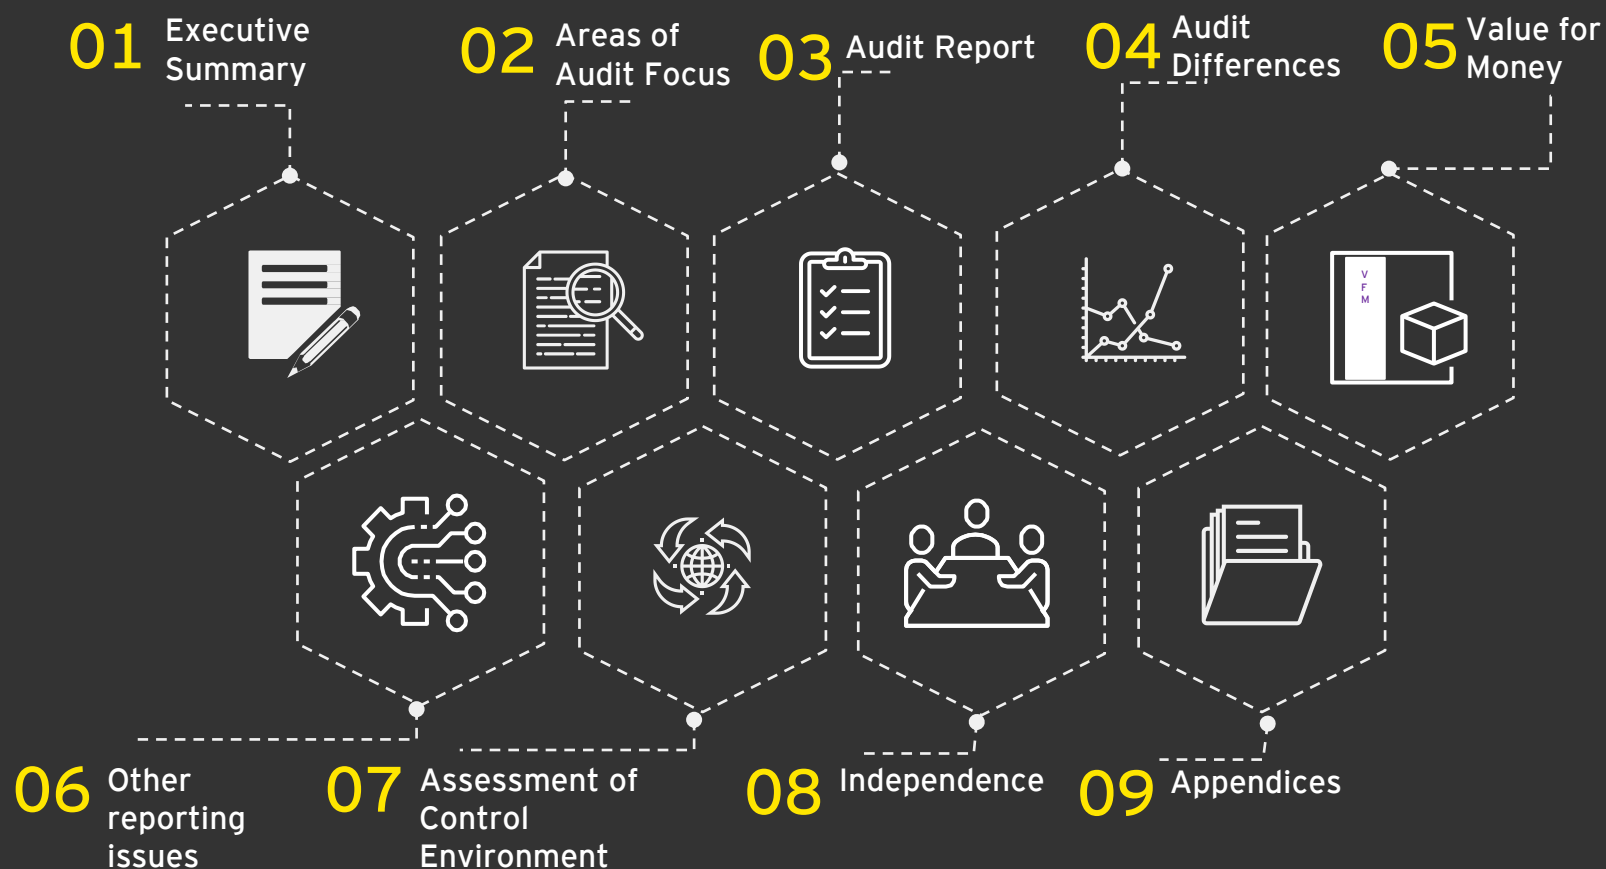 01
Executive
Summary
02
Areas of
Audit Focus
03
Audit Report
04
Audit
Differences
05
Value for
Money
V
F
M
06
Other
reporting
issues
07
Assessment of
Control
Environment
08
Independence
09
Appendices